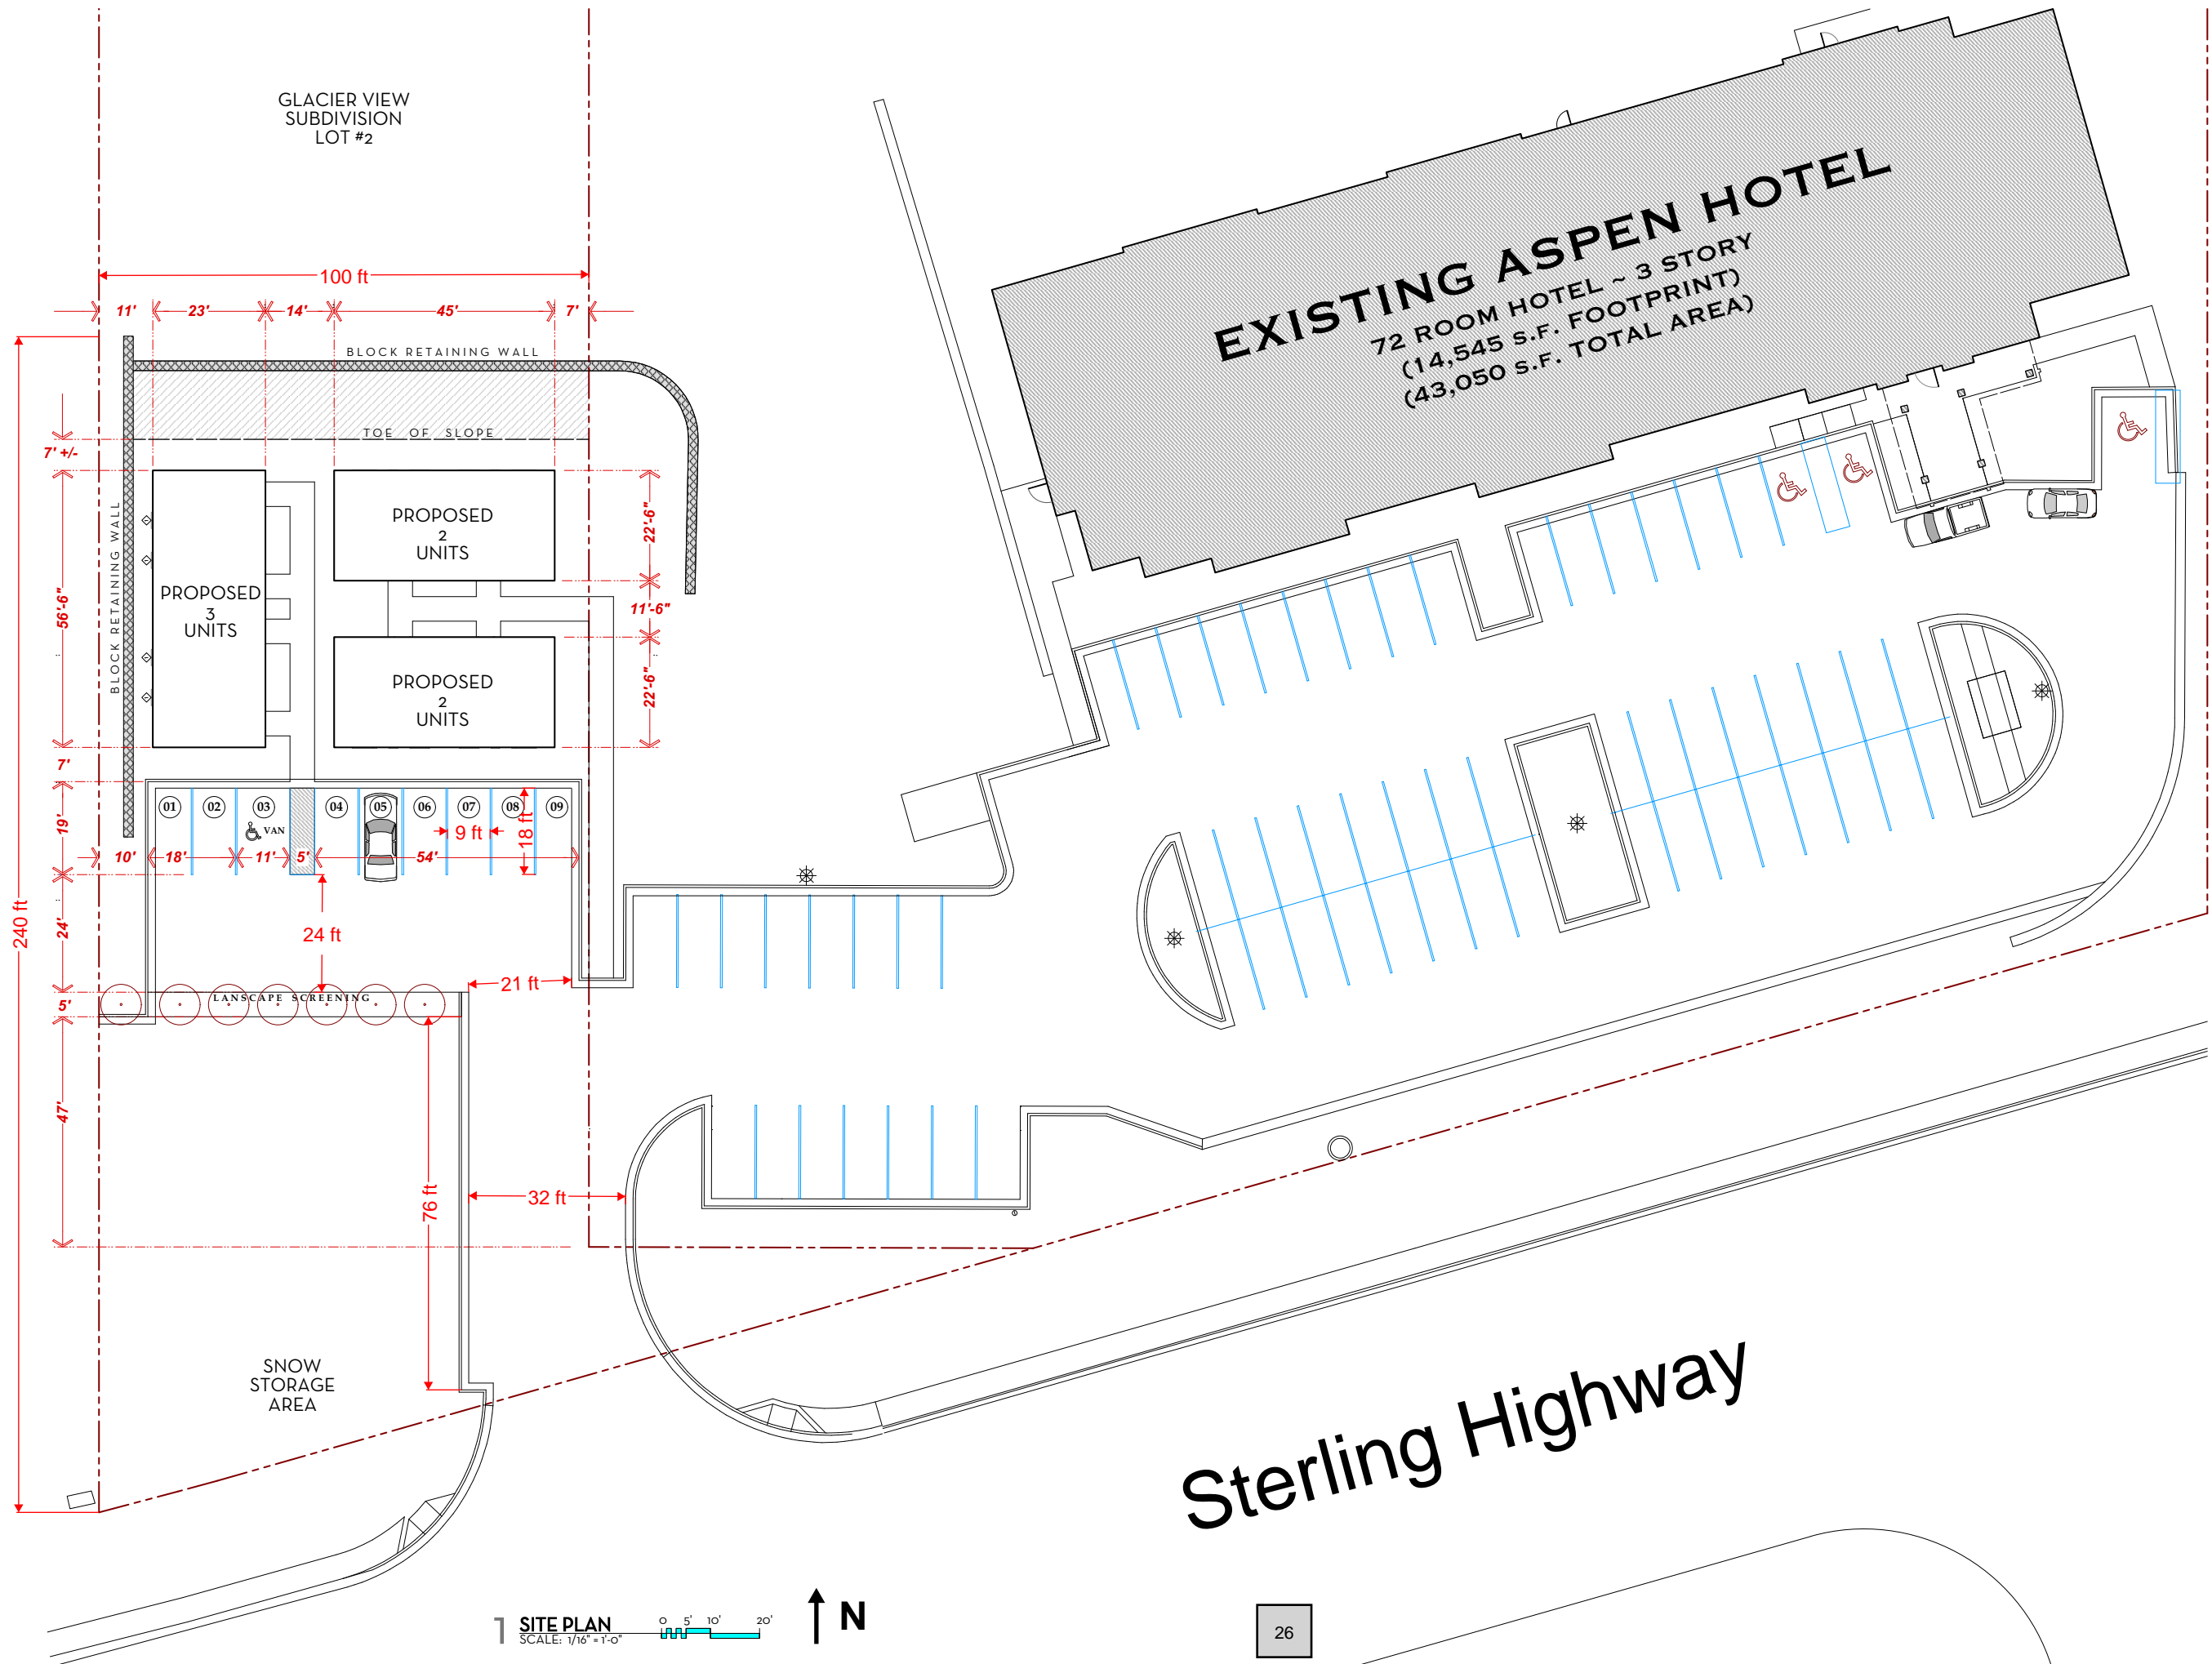 GLACIER VIEW
SUBDIVISION
LOT #2
EXISTING ASPEN HOTEL
72 ROOM HOTEL ~ 3 STORY
(14,545 S.F. FOOTPRINT)
(43,050 S.F. TOTAL AREA)
100 ft
11'
23'
14'
45'
7'
BLOCK RETAINING WALL
TOE OF SLOPE
7' +/-
56'-6"
7'
19'
24'
5'
47'
240 ft
BLOCK RETAINING WALL
PROPOSED
3
UNITS
PROPOSED
2
UNITS
PROPOSED
2
UNITS
22'-6"
11'-6"
22'-6"
01 02 03 04 05 06 07 08 09
VAN
9 ft
18 ft
10'
18'
11'
5'
54'
24 ft
21 ft
LANSCAPE SCREENING
76 ft
32 ft
SNOW
STORAGE
AREA
Sterling Highway
1 SITE PLAN
SCALE: 1/16" = 1'-0"
0 5' 10' 20'
N
26